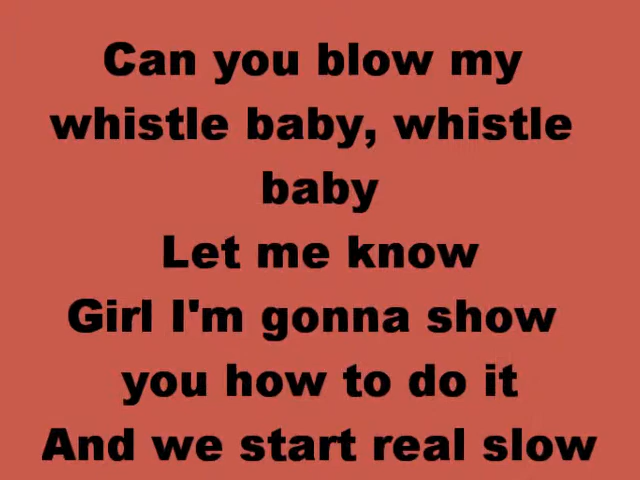 Can you blow my
whistle baby, whistle
baby
Let me know
Girl I'm gonna show
you how to do it
And we start real slow